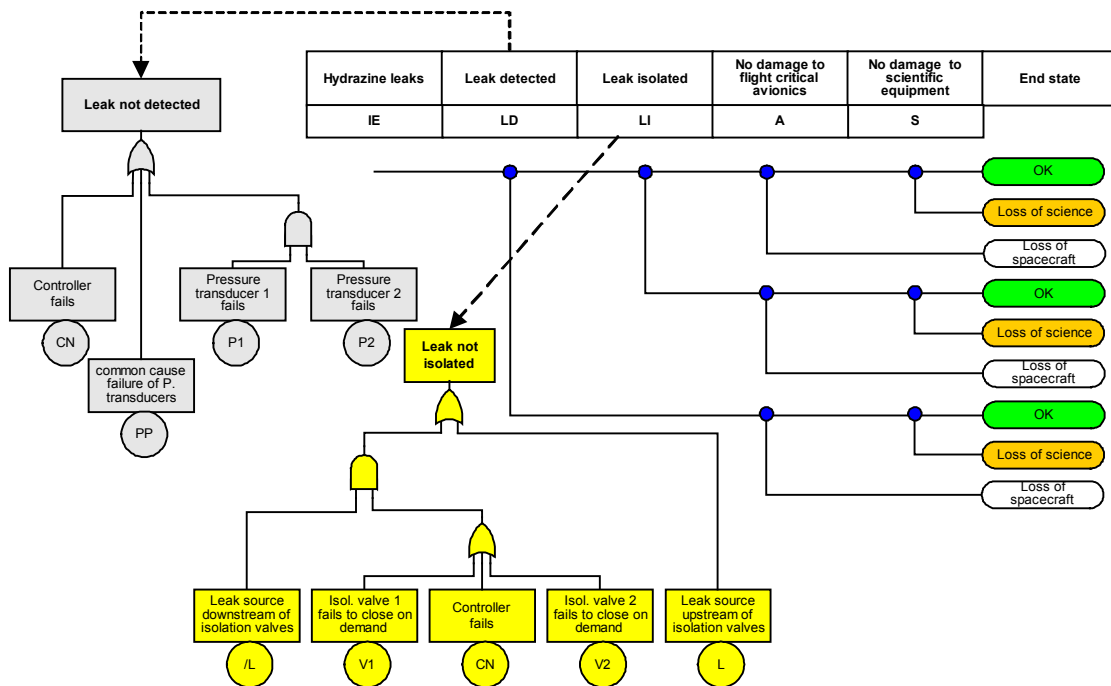 Hydrazine leaks
Leak detected
Leak isolated
No damage to
flight critical
avionics
No damage to
scientific
equipment
End state
IE
LD
LI
A
S
Leak not detected
OK
Loss of science
Loss of
spacecraft
OK
Loss of science
Loss of
spacecraft
OK
Loss of science
Loss of
spacecraft
Controller
fails
CN
Pressure
transducer 1
fails
P1
Pressure
transducer 2
fails
P2
common cause
failure of P.
transducers
PP
Leak not
isolated
Leak source
downstream of
isolation valves
/L
Isol. valve 1
fails to close on
demand
V1
Controller
fails
CN
Isol. valve 2
fails to close on
demand
V2
Leak source
upstream of
isolation valves
L